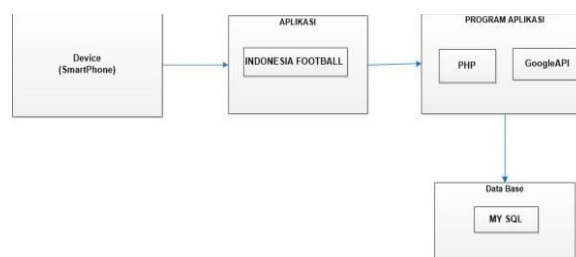 Device
(SmartPhone)
APLIKASI
INDONESIA FOOTBALL
PROGRAM APLIKASI
PHP
GoogleAPI
Data Base
MY SQL